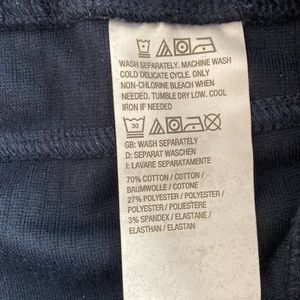 WASH SEPARATELY. MACHINE WASH
COLD DELICATE CYCLE. ONLY
NON-CHLORINE BLEACH WHEN
NEEDED. TUMBLE DRY LOW. COOL
IRON IF NEEDED
30
GB: WASH SEPARATELY
D: SEPARAT WASCHEN
I: LAVARE SEPARATAMENTE
70% COTTON / COTTON /
BAUMWOLLE / COTONE
27% POLYESTER / POLYESTER /
POLYESTER / POLIESTERE
3% SPANDEX / ELASTANE /
ELASTHAN / ELASTAN